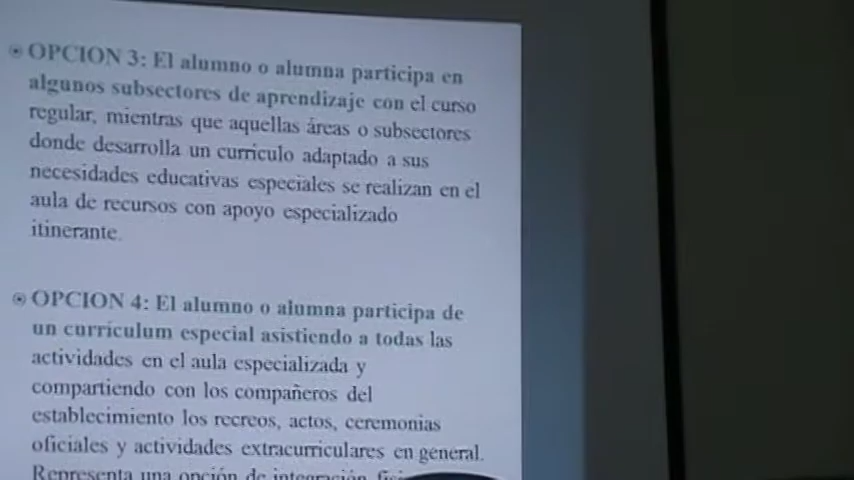 OPCION 3: El alumno o alumna participa en
algunos subsectores de aprendizaje con el curso
regular, mientras que aquellas áreas o subsectores
donde desarrolla un currículo adaptado a sus
necesidades educativas especiales se realizan en el
aula de recursos con apoyo especializado
itinerante.
OPCION 4: El alumno o alumna participa de
un currículum especial asistiendo a todas las
actividades en el aula especializada y
compartiendo con los compañeros del
establecimiento los recreos, actos, ceremonias
oficiales y actividades extracurriculares en general.
Representa una opción de integración